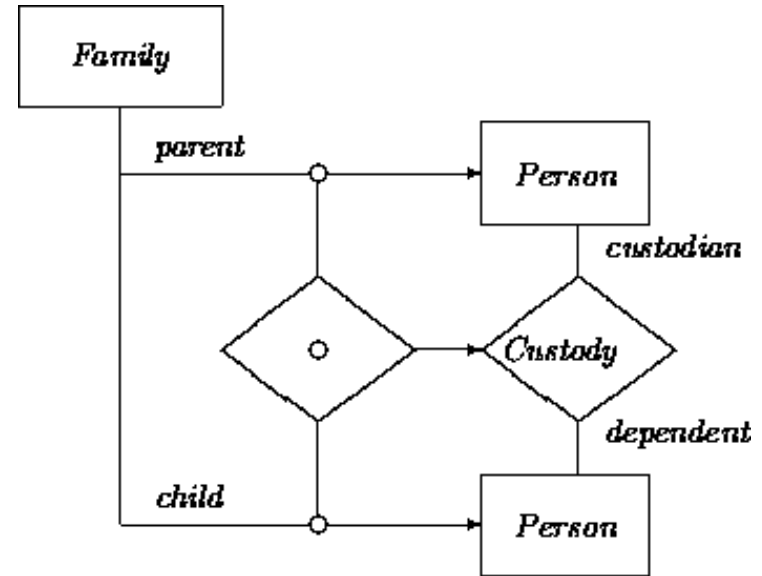 Family
parent
Person
custodian
Custody
dependent
child
Person